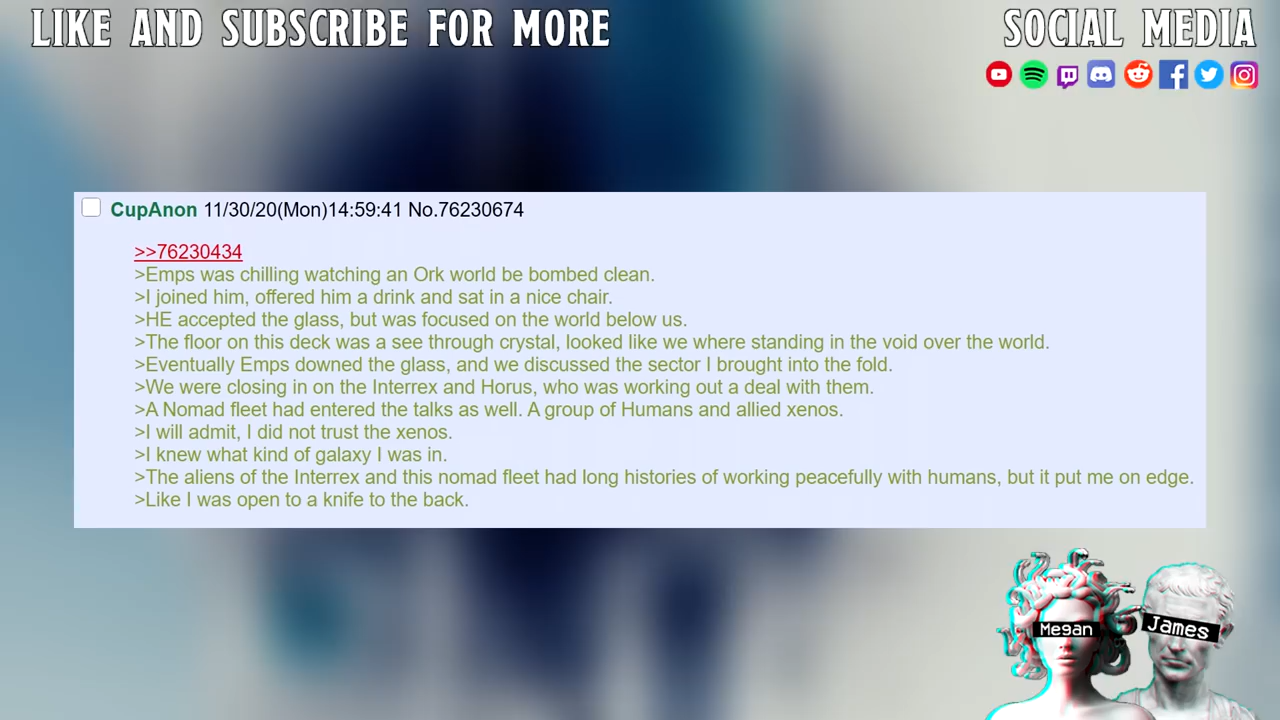 LIKE AND SUBSCRIBE FOR MORE
SOCIAL MEDIA
CupAnon 11/30/20(Mon)14:59:41 No.76230674
>>76230434
>Emps was chilling watching an Ork world be bombed clean.
>I joined him, offered him a drink and sat in a nice chair.
>HE accepted the glass, but was focused on the world below us.
>The floor on this deck was a see through crystal, looked like we where standing in the void over the world.
>Eventually Emps downed the glass, and we discussed the sector I brought into the fold.
>We were closing in on the Interrex and Horus, who was working out a deal with them.
>A Nomad fleet had entered the talks as well. A group of Humans and allied xenos.
>I will admit, I did not trust the xenos.
>I knew what kind of galaxy I was in.
>The aliens of the Interrex and this nomad fleet had long histories of working peacefully with humans, but it put me on edge.
>Like I was open to a knife to the back.
Megan
James